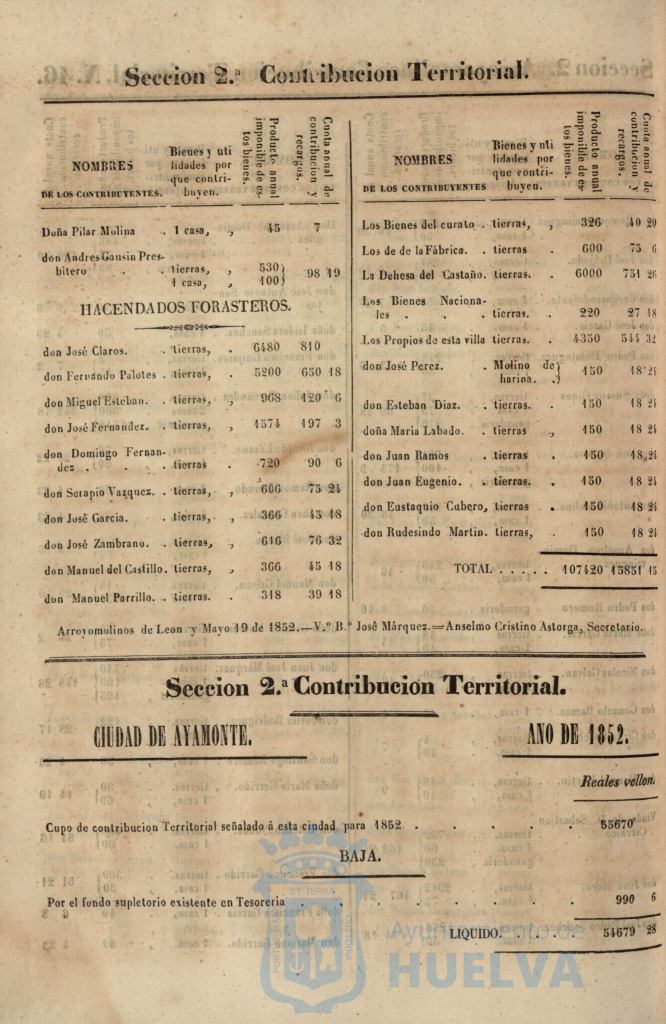 Seccion 2.ª Contribucion Territorial.
NOMBRES
DE LOS CONTRIBUYENTES.
Bienes y uti
lidades por
que contri-
buyen.
Producto anual
imponible de es-
tos bienes.
Cuota anual de
contribucion y
recargos.
Doña Pilar Molina . 1 casa, „ 45 7
don Andres Gausin Pres-
bitero . . tierras, „ 530} 98 19
1 casa, „ 100}
HACENDADOS FORASTEROS.
don José Claros. . tierras, . 6480 810
don Fernando Palotes . tierras, . 5200 650 18
don Miguel Esteban. . tierras, „ 968 120 6
don José Fernandez. . tierras, „ 1574 197 3
don Domingo Fernan-
dez . . . tierras . 720 90 6
don Serapio Vazquez. . tierras, „ 606 75 24
don José Garcia. . tierras, „ 366 45 18
don José Zambrano. . tierras, „ 616 76 32
don Manuel del Castillo. tierras, „ 366 45 18
don Manuel Parrillo. . tierras. . 318 39 18
NOMBRES
DE LOS CONTRIBUYENTES
Bienes y uti
lidades por
que contri-
buyen.
Producto anual
imponible de es-
tos bienes.
Cuota anual de
contribucion y
recargos.
Los Bienes del curato . tierras, „ 326 40 20
Los de de la Fábrica. . tierras . 600 75 6
La Dehesa del Castaño. tierras. . 6000 751 26
Los Bienes Naciona-
les . . . tierras. . 220 27 18
Los Propios de esta villa tierras. . 4350 544 32
don José Perez. . Molino de}
harina. .} 150 18 24
don Esteban Diaz. . tierras. . 150 18 24
doña Maria Labado. . tierras „ 150 18 24
don Juan Ramos . tierras . 150 18 24
don Juan Eugenio. . tierras. . 150 18 24
don Eustaquio Cubero, tierras . 150 18 24
don Rudesindo Martin. tierras, . 150 18 24
TOTAL . . . . . 107420 15851 15
Arroyomolinos de Leon y Mayo 19 de 1852.—V.º B.º José Márquez.=Anselmo Cristino Astorga, Secretario.
Seccion 2.ª Contribucion Territorial.
CIUDAD DE AYAMONTE. AÑO DE 1852.
Reales vellon.
Cupo de contribucion Territorial señalado á esta ciudad para 1852 . . . . . 55670
BAJA.
Por el fondo supletorio existente en Tesoreria . . . . . . . . 990 6
LIQUIDO. . . . . 54679 28
ET TERRÆ
Ayuntamiento de
HUELVA